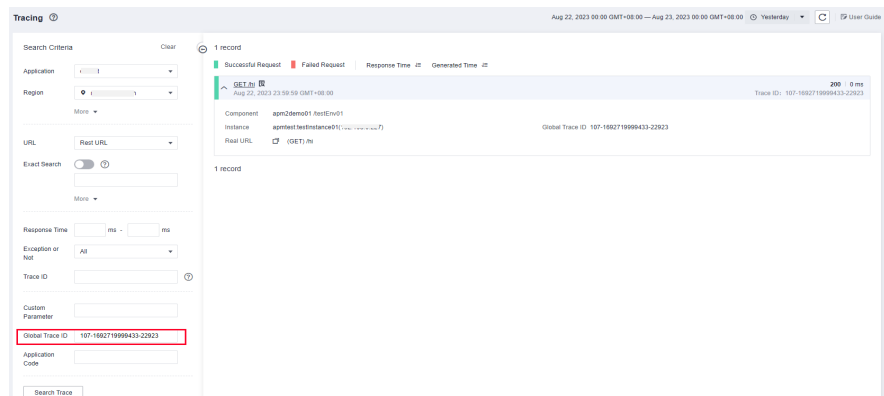 Tracing
Aug 22, 2023 00:00 GMT+08:00 — Aug 23, 2023 00:00 GMT+08:00 Yesterday User Guide
Search Criteria Clear
Application
Region
More
URL Rest URL
Exact Search
More
Response Time ms - ms
Exception or Not All
Trace ID
Custom Parameter
Global Trace ID 107-1692719999433-22923
Application Code
Search Trace
1 record
Successful Request Failed Request Response Time Generated Time
GET /hi 200 0 ms
Aug 22, 2023 23:59:59 GMT+08:00 Trace ID: 107-1692719999433-22923
Component apm2demo01 /testEnv01
Instance apmtest:testInstance01( Global Trace ID 107-1692719999433-22923
Real URL (GET) /hi
1 record